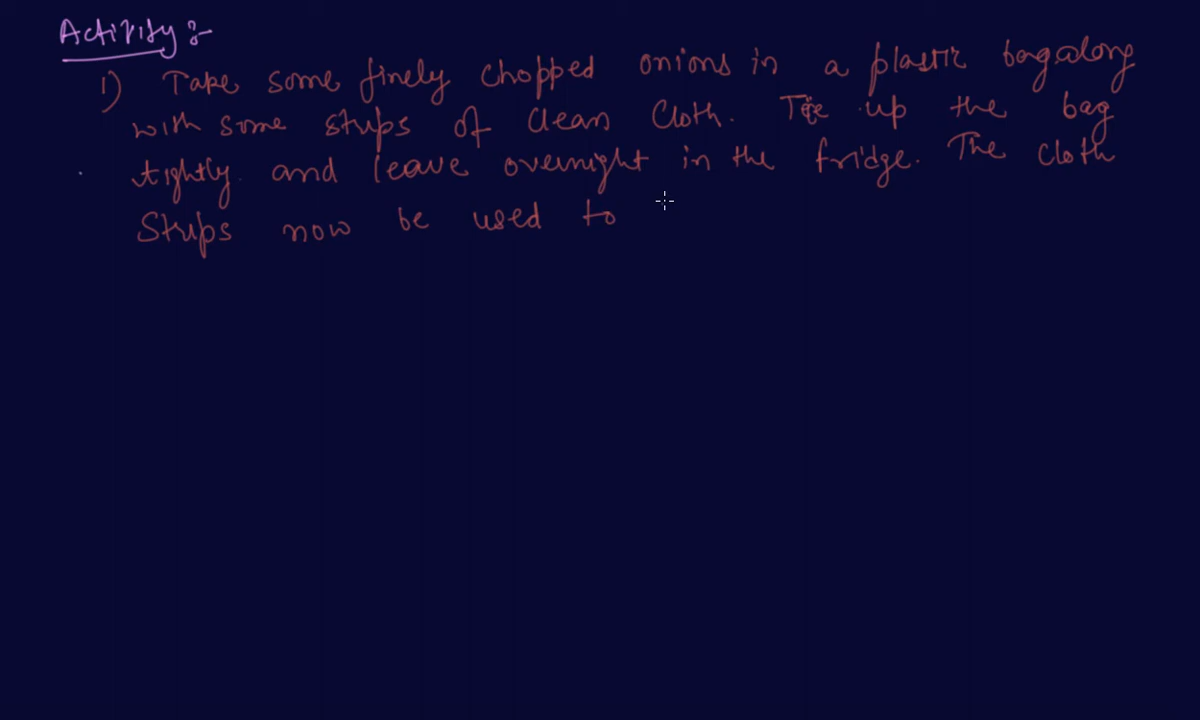 Activity :-
1) Take some finely chopped onions in a plastic bag along
with some strips of clean cloth. Tie up the bag
tightly. and leave overnight in the fridge. The cloth
strips now be used to